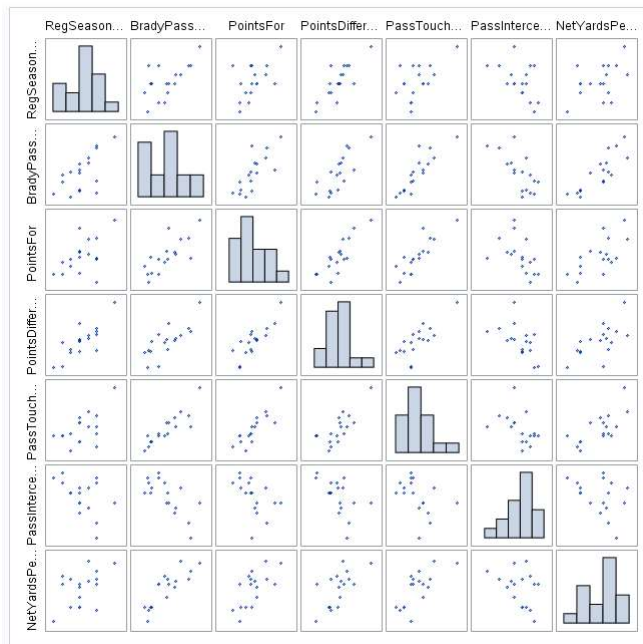 RegSeason... BradyPass... PointsFor PointsDiffer... PassTouch... PassInterce... NetYardsPe...
RegSeason...
BradyPass...
PointsFor
PointsDiffer...
PassTouch...
PassInterce...
NetYardsPe...